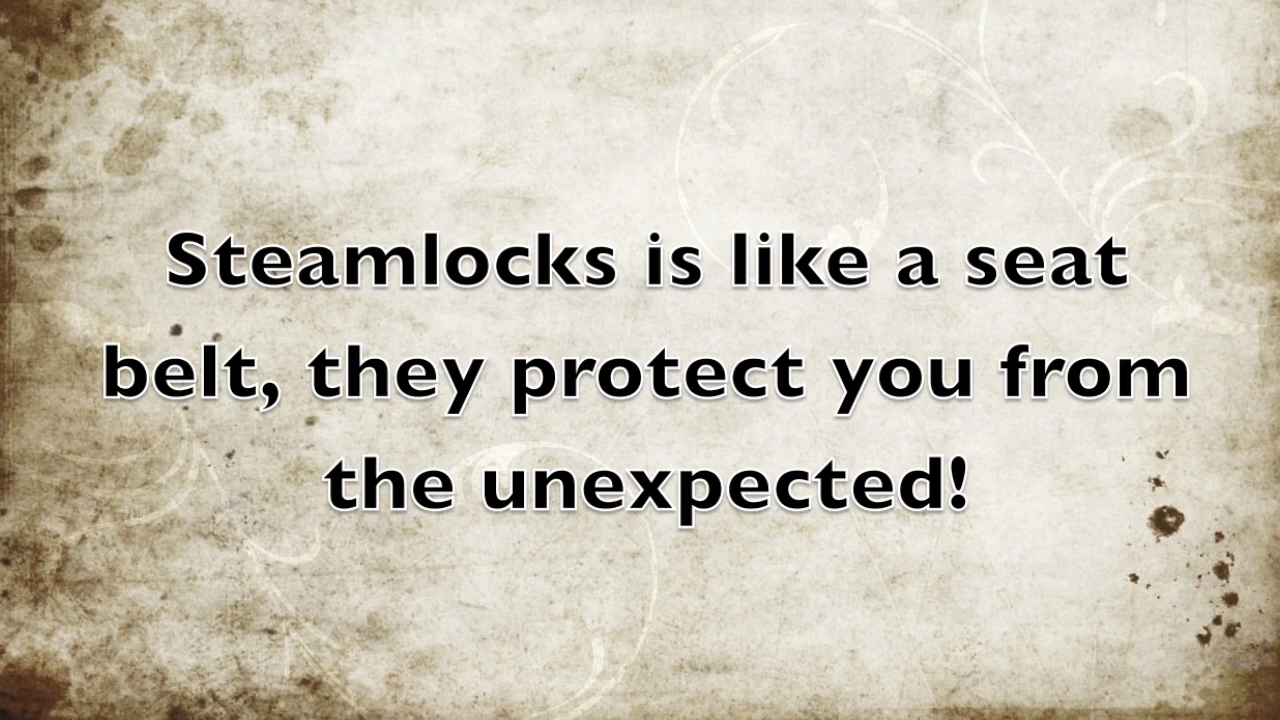 Steamlocks is like a seat
belt, they protect you from
the unexpected!